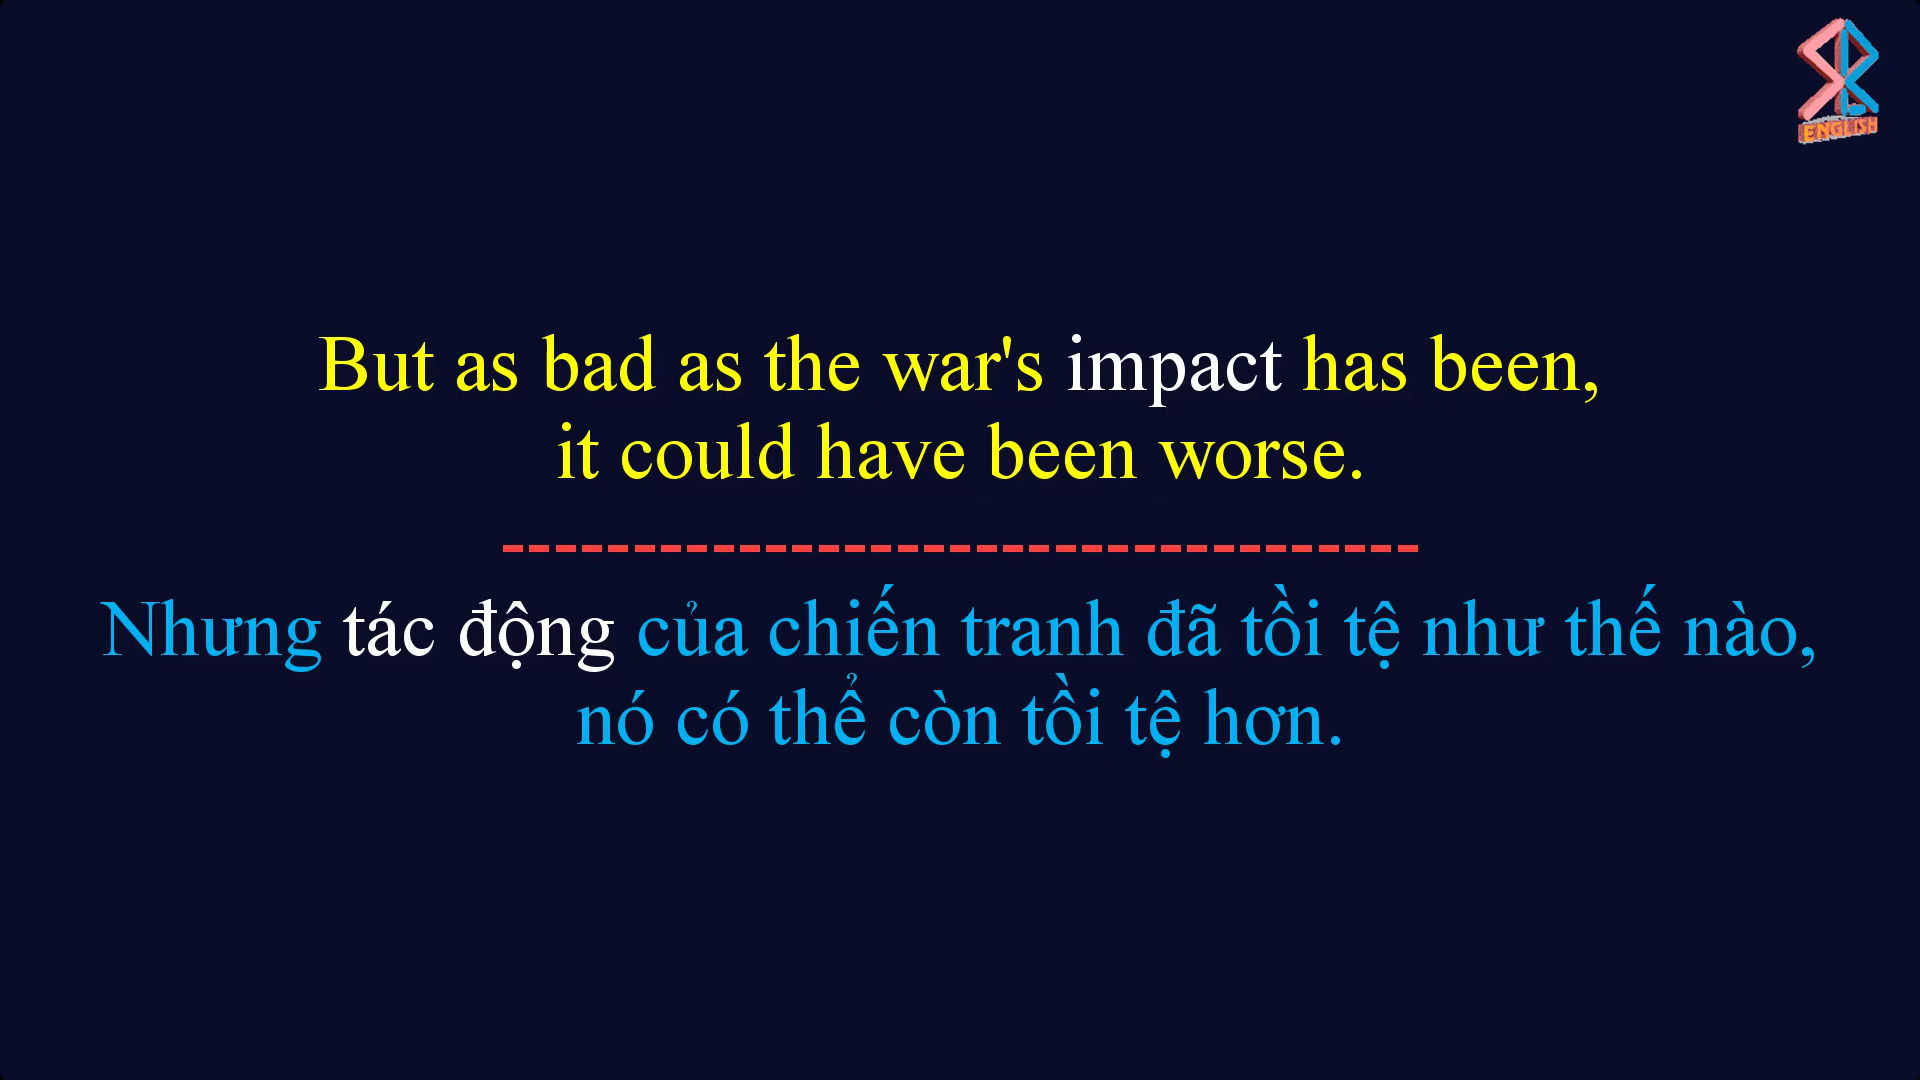 ENGLISH
But as bad as the war's impact has been,
it could have been worse.
-----------------------------------
Nhưng tác động của chiến tranh đã tồi tệ như thế nào,
nó có thể còn tồi tệ hơn.